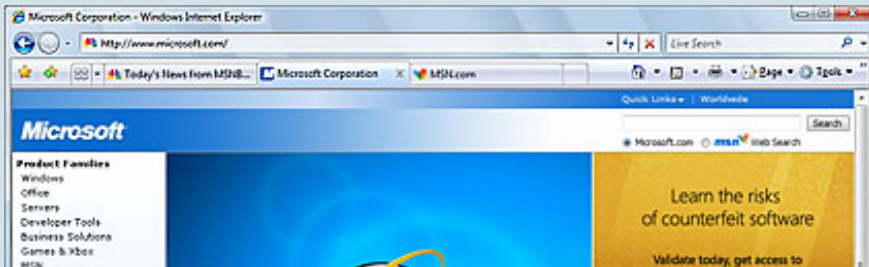 Microsoft Corporation - Windows Internet Explorer
http://www.microsoft.com/
Live Search
Today's News from MSNB...
Microsoft Corporation
MSN.com
Page
Tools
Quick Links | Worldwide
Microsoft
Search
Microsoft.com
msn Web Search
Product Families
Windows
Office
Servers
Developer Tools
Business Solutions
Games & Xbox
MSN
Learn the risks
of counterfeit software
Validate today, get access to